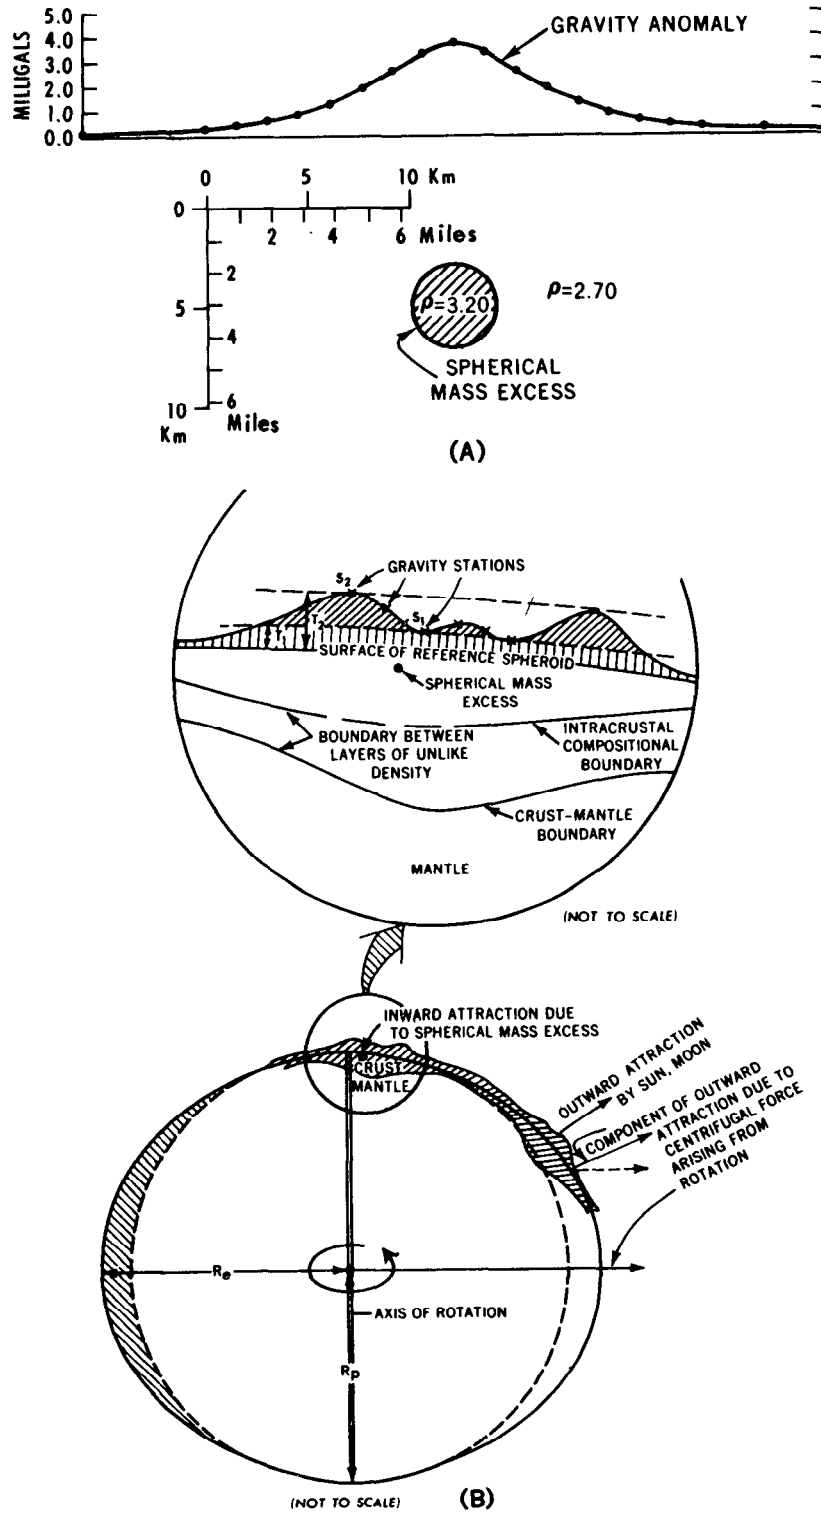 5.0
4.0
3.0
2.0
1.0
0.0
MILLIGALS
GRAVITY ANOMALY
0 5 10 Km
0
2 4 6 Miles
2
5
4
6
10
Km
Miles
ρ=3.20
ρ=2.70
SPHERICAL
MASS EXCESS
(A)
S2
GRAVITY STATIONS
S1
T2
T1
SURFACE OF REFERENCE SPHEROID
SPHERICAL MASS
EXCESS
BOUNDARY BETWEEN
LAYERS OF UNLIKE
DENSITY
INTRACRUSTAL
COMPOSITIONAL
BOUNDARY
CRUST-MANTLE
BOUNDARY
MANTLE
(NOT TO SCALE)
INWARD ATTRACTION DUE
TO SPHERICAL MASS EXCESS
CRUST
MANTLE
OUTWARD ATTRACTION
BY SUN, MOON
COMPONENT OF OUTWARD
ATTRACTION DUE TO
CENTRIFUGAL FORCE
ARISING FROM
ROTATION
Re
AXIS OF ROTATION
Rp
(NOT TO SCALE)
(B)